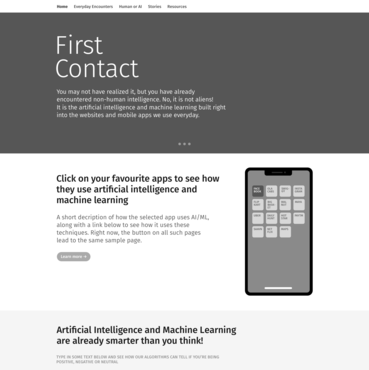 Home Everyday Encounters Human or AI Stories Resources
First
Contact
You may not have realized it, but you have already
encountered non-human intelligence. No, it is not aliens!
It is the artificial intelligence and machine learning built right
into the websites and mobile apps we use everyday.
Click on your favourite apps to see how
they use artificial intelligence and
machine learning
A short decription of how the selected app uses AI/ML,
along with a link below to see how it uses these
techniques. Right now, the button on all such pages
lead to the same sample page.
Learn more →
Artificial Intelligence and Machine Learning
are already smarter than you think!
TYPE IN SOME TEXT BELOW AND SEE HOW OUR ALGORITHMS CAN TELL IF YOU'RE BEING
POSITIVE, NEGATIVE OR NEUTRAL.